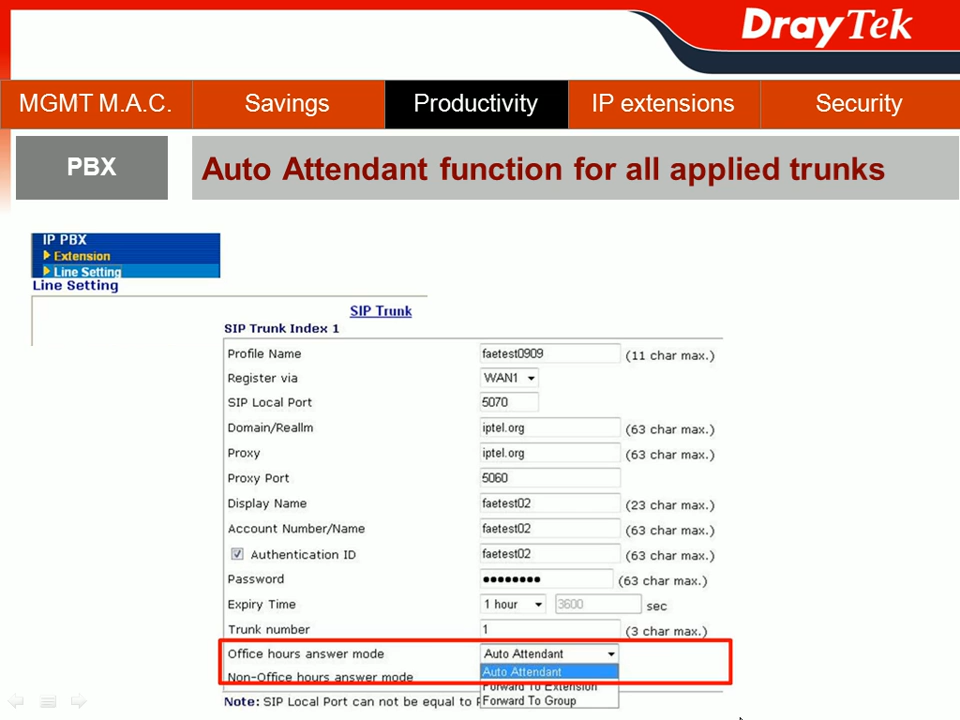 DrayTek
MGMT M.A.C. Savings Productivity IP extensions Security
PBX Auto Attendant function for all applied trunks
IP PBX
Extension
Line Setting
Line Setting
SIP Trunk
SIP Trunk Index 1
Profile Name faetest0909 (11 char max.)
Register via WAN1
SIP Local Port 5070
Domain/Reallm iptel.org (63 char max.)
Proxy iptel.org (63 char max.)
Proxy Port 5060
Display Name faetest02 (23 char max.)
Account Number/Name faetest02 (63 char max.)
Authentication ID faetest02 (63 char max.)
Password •••••••• (63 char max.)
Expiry Time 1 hour 3600 sec
Trunk number 1 (3 char max.)
Office hours answer mode Auto Attendant
Auto Attendant
Non-Office hours answer mode Forward To Extension
Note: SIP Local Port can not be equal to Forward To Group